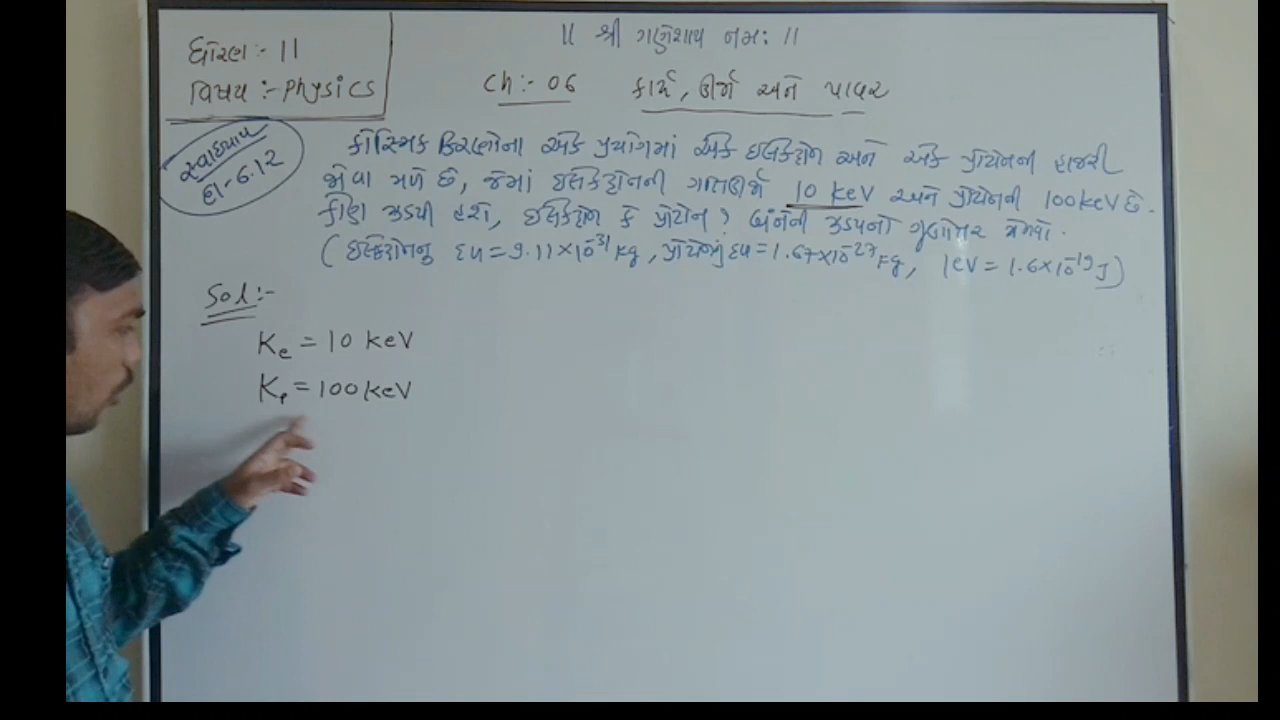 || શ્રી ગણેશાય નમઃ ||
ધોરણ :- 11
વિષય :- Physics
Ch :- 06 કાર્ય, ઊર્જા અને પાવર
સ્વાધ્યાય
દા-6.12
કોસ્મિક કિરણોના એક પ્રયોગમાં એક ઇલેક્ટ્રોન અને એક પ્રોટોનની હાજરી
જોવા મળે છે, જેમાં ઇલેક્ટ્રોનની ગતિઊર્જા 10 keV અને પ્રોટોનની 100 keV છે.
કોણ ઝડપી હશે, ઇલેક્ટ્રોન કે પ્રોટોન? બંનેની ઝડપનો ગુણોત્તર મેળવો.
(ઇલેક્ટ્રોનનું દળ = 9.11×10⁻³¹ kg, પ્રોટોનનું દળ = 1.67×10⁻²⁷ kg, 1eV = 1.6×10⁻¹⁹ J)
Sol :-
Kₑ = 10 keV
Kₚ = 100 keV